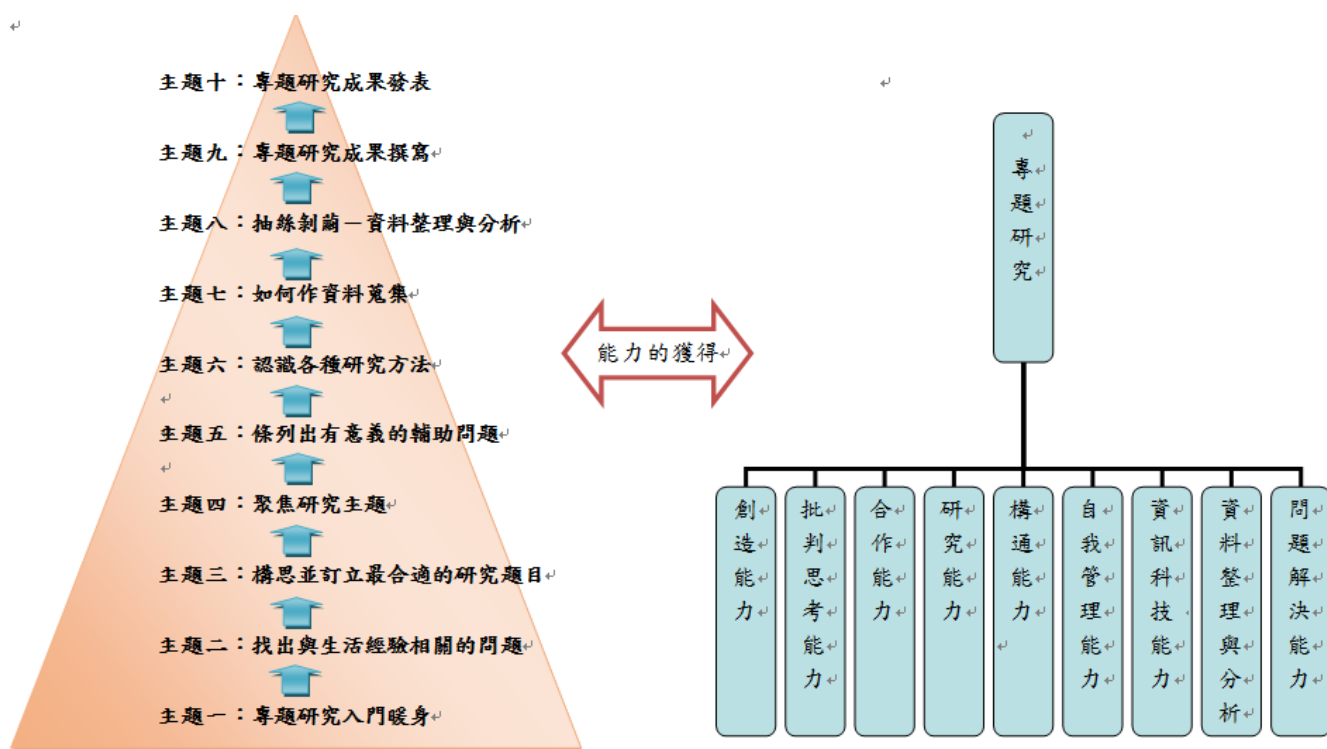 主題十：專題研究成果發表
主題九：專題研究成果撰寫
主題八：抽絲剝繭－資料整理與分析
主題七：如何作資料蒐集
主題六：認識各種研究方法
主題五：條列出有意義的輔助問題
主題四：聚焦研究主題
主題三：構思並訂立最合適的研究題目
主題二：找出與生活經驗相關的問題
主題一：專題研究入門暖身
能力的獲得
專題研究
創造能力
批判思考能力
合作能力
研究能力
構通能力
自我管理能力
資訊科技能力
資料整理與分析
問題解決能力